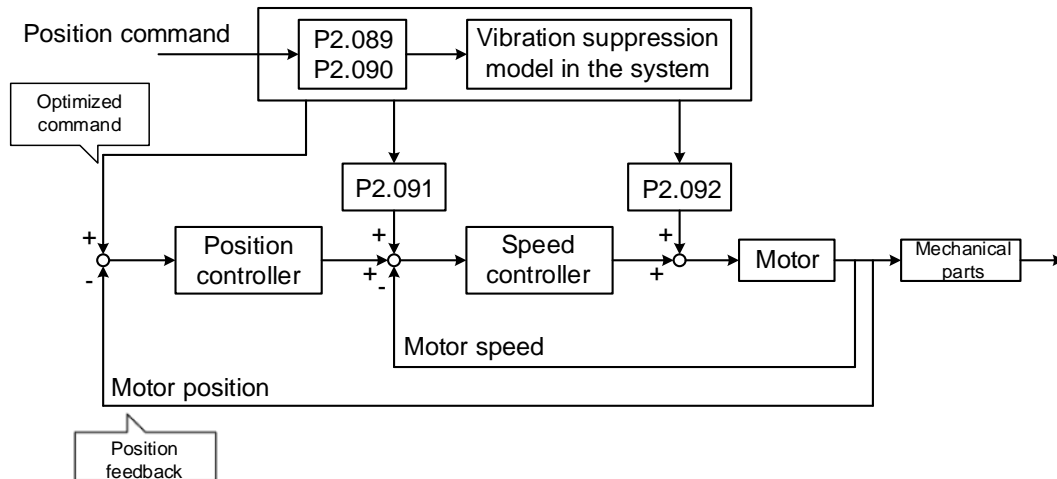 Position command
P2.089
P2.090
Vibration suppression
model in the system
Optimized
command
P2.091
P2.092
+
-
Position
controller
+
+
-
Speed
controller
+
+
Motor
Mechanical
parts
Motor speed
Motor position
Position
feedback